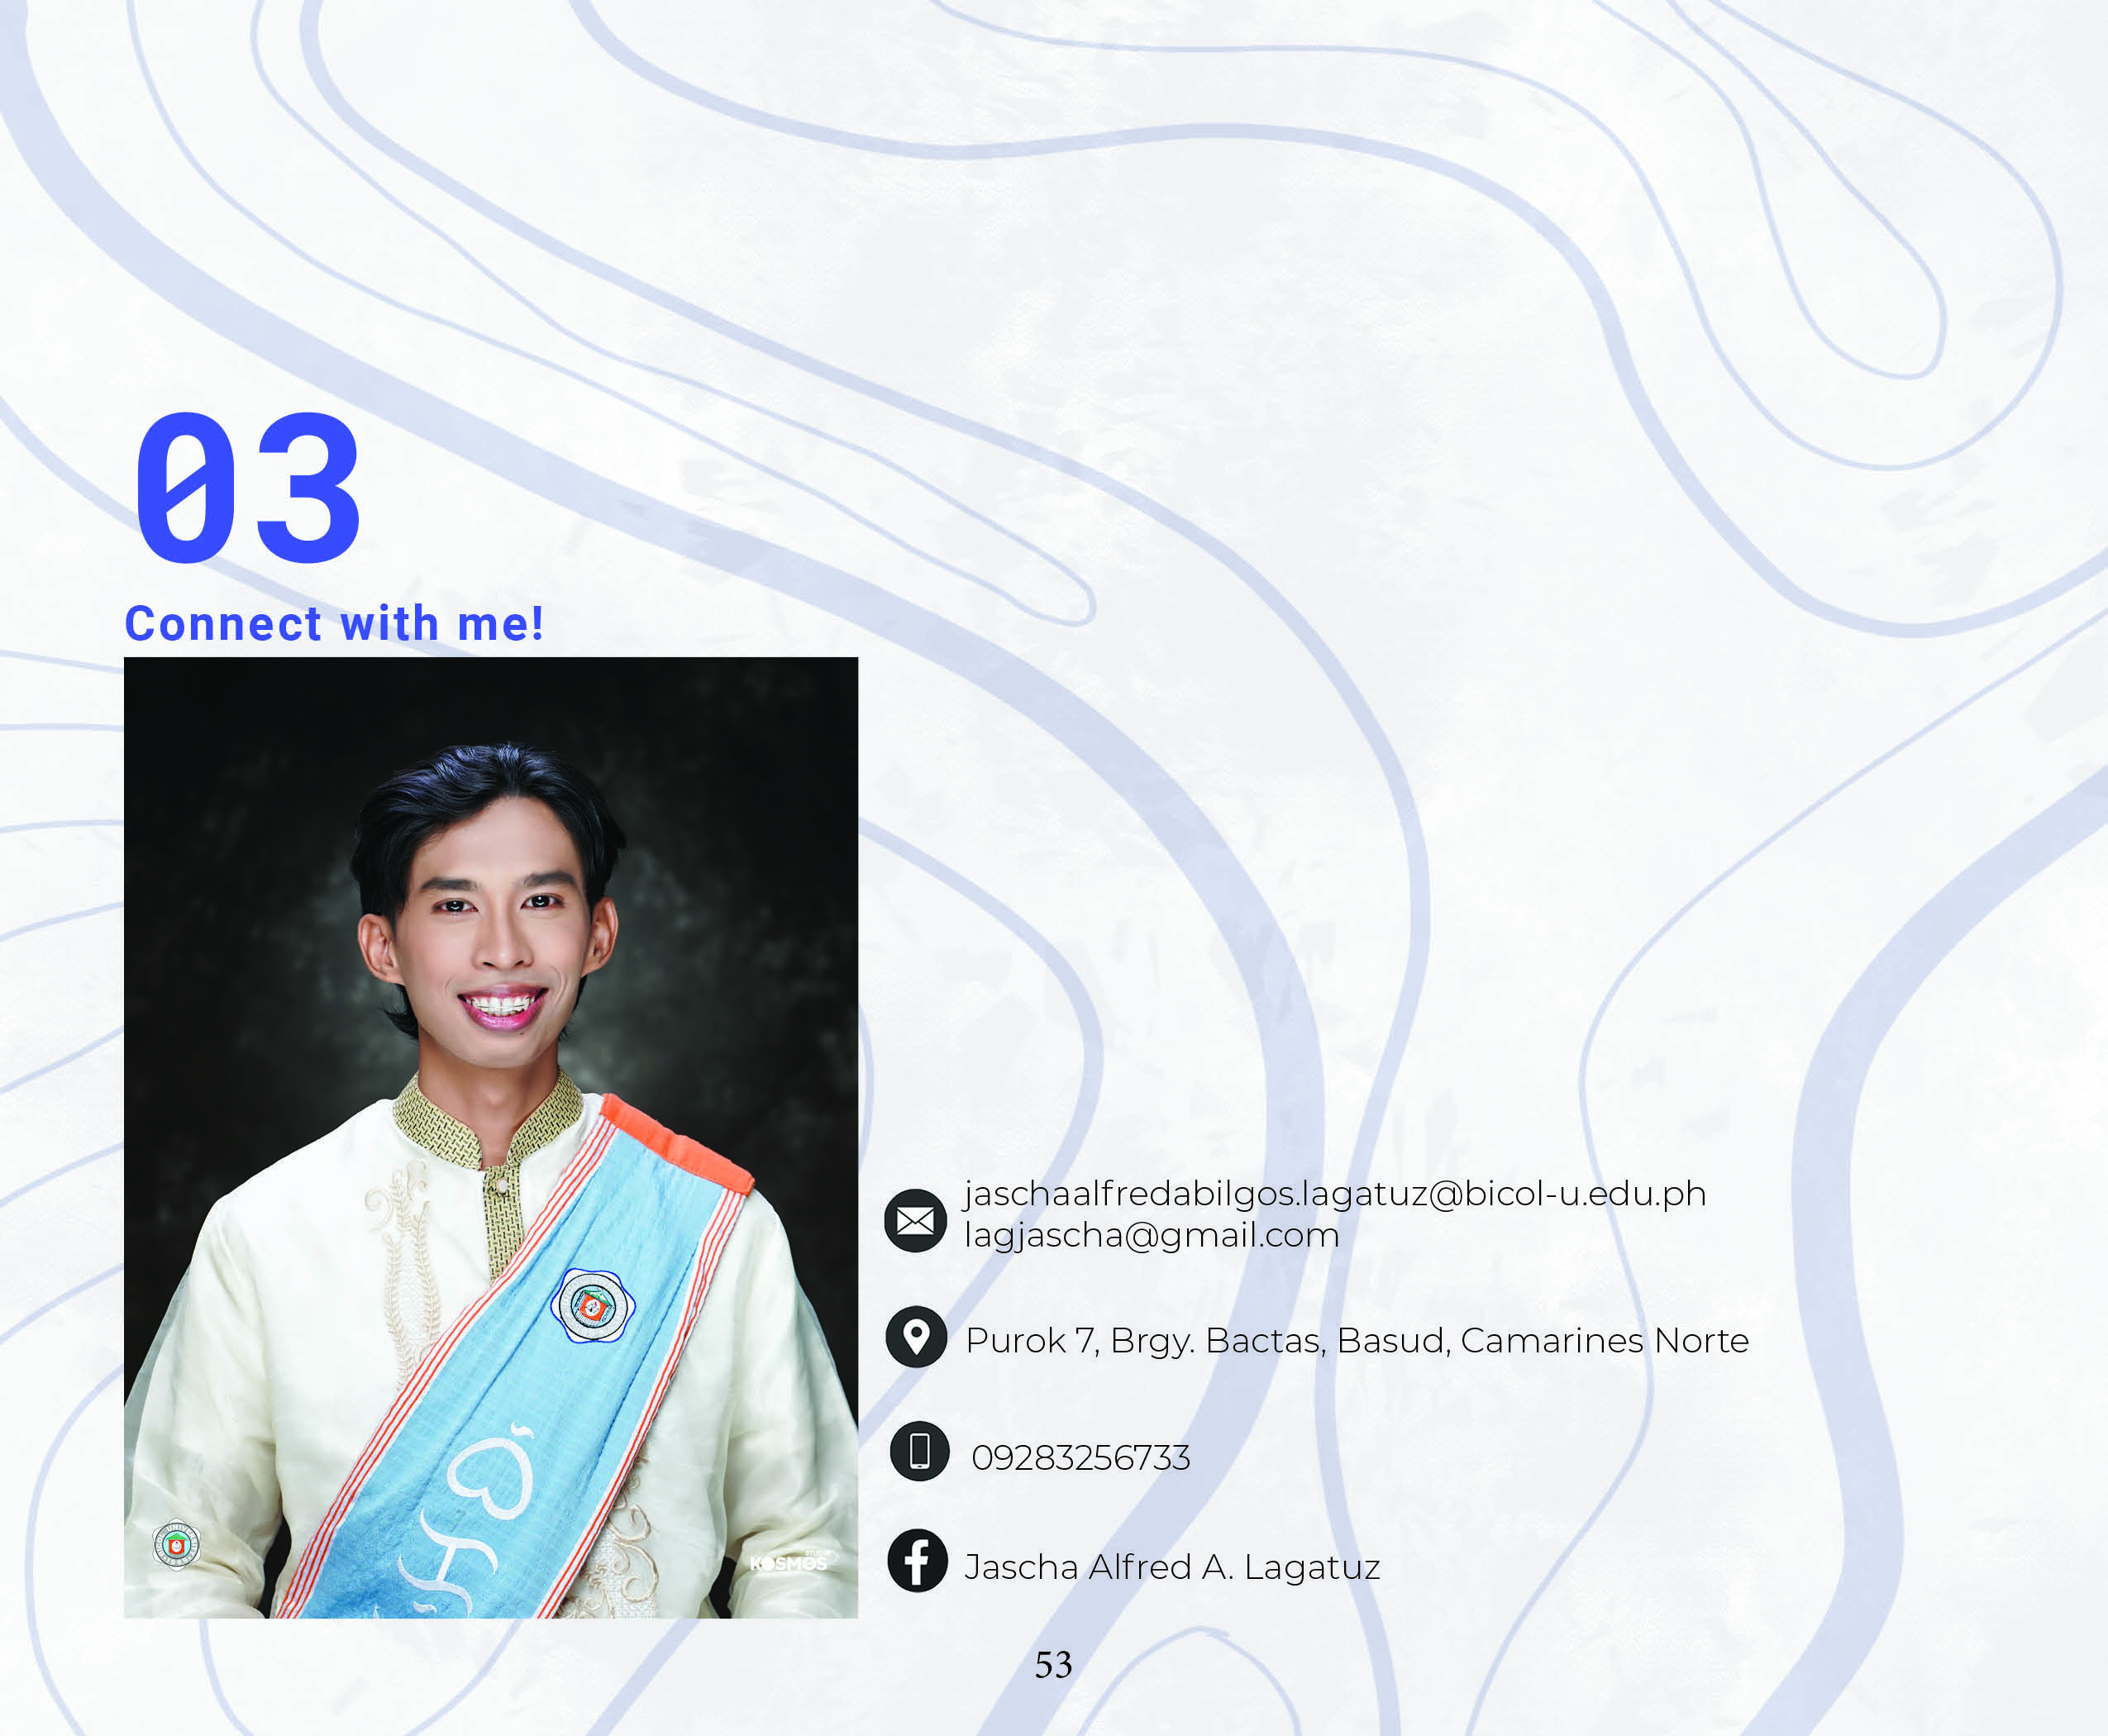 03
Connect with me!
jaschaalfredabilgos.lagatuz@bicol-u.edu.ph
lagjascha@gmail.com
Purok 7, Brgy. Bactas, Basud, Camarines Norte
09283256733
Jascha Alfred A. Lagatuz
STUDIO
KOSMOS
53